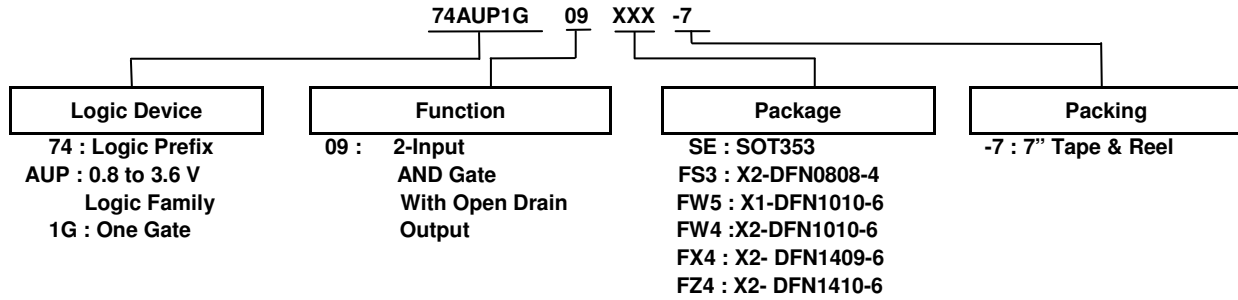 74AUP1G 09 XXX -7
Logic Device
74 : Logic Prefix
AUP : 0.8 to 3.6 V
Logic Family
1G : One Gate
Function
09 : 2-Input
AND Gate
With Open Drain
Output
Package
SE : SOT353
FS3 : X2-DFN0808-4
FW5 : X1-DFN1010-6
FW4 :X2-DFN1010-6
FX4 : X2- DFN1409-6
FZ4 : X2- DFN1410-6
Packing
-7 : 7” Tape & Reel